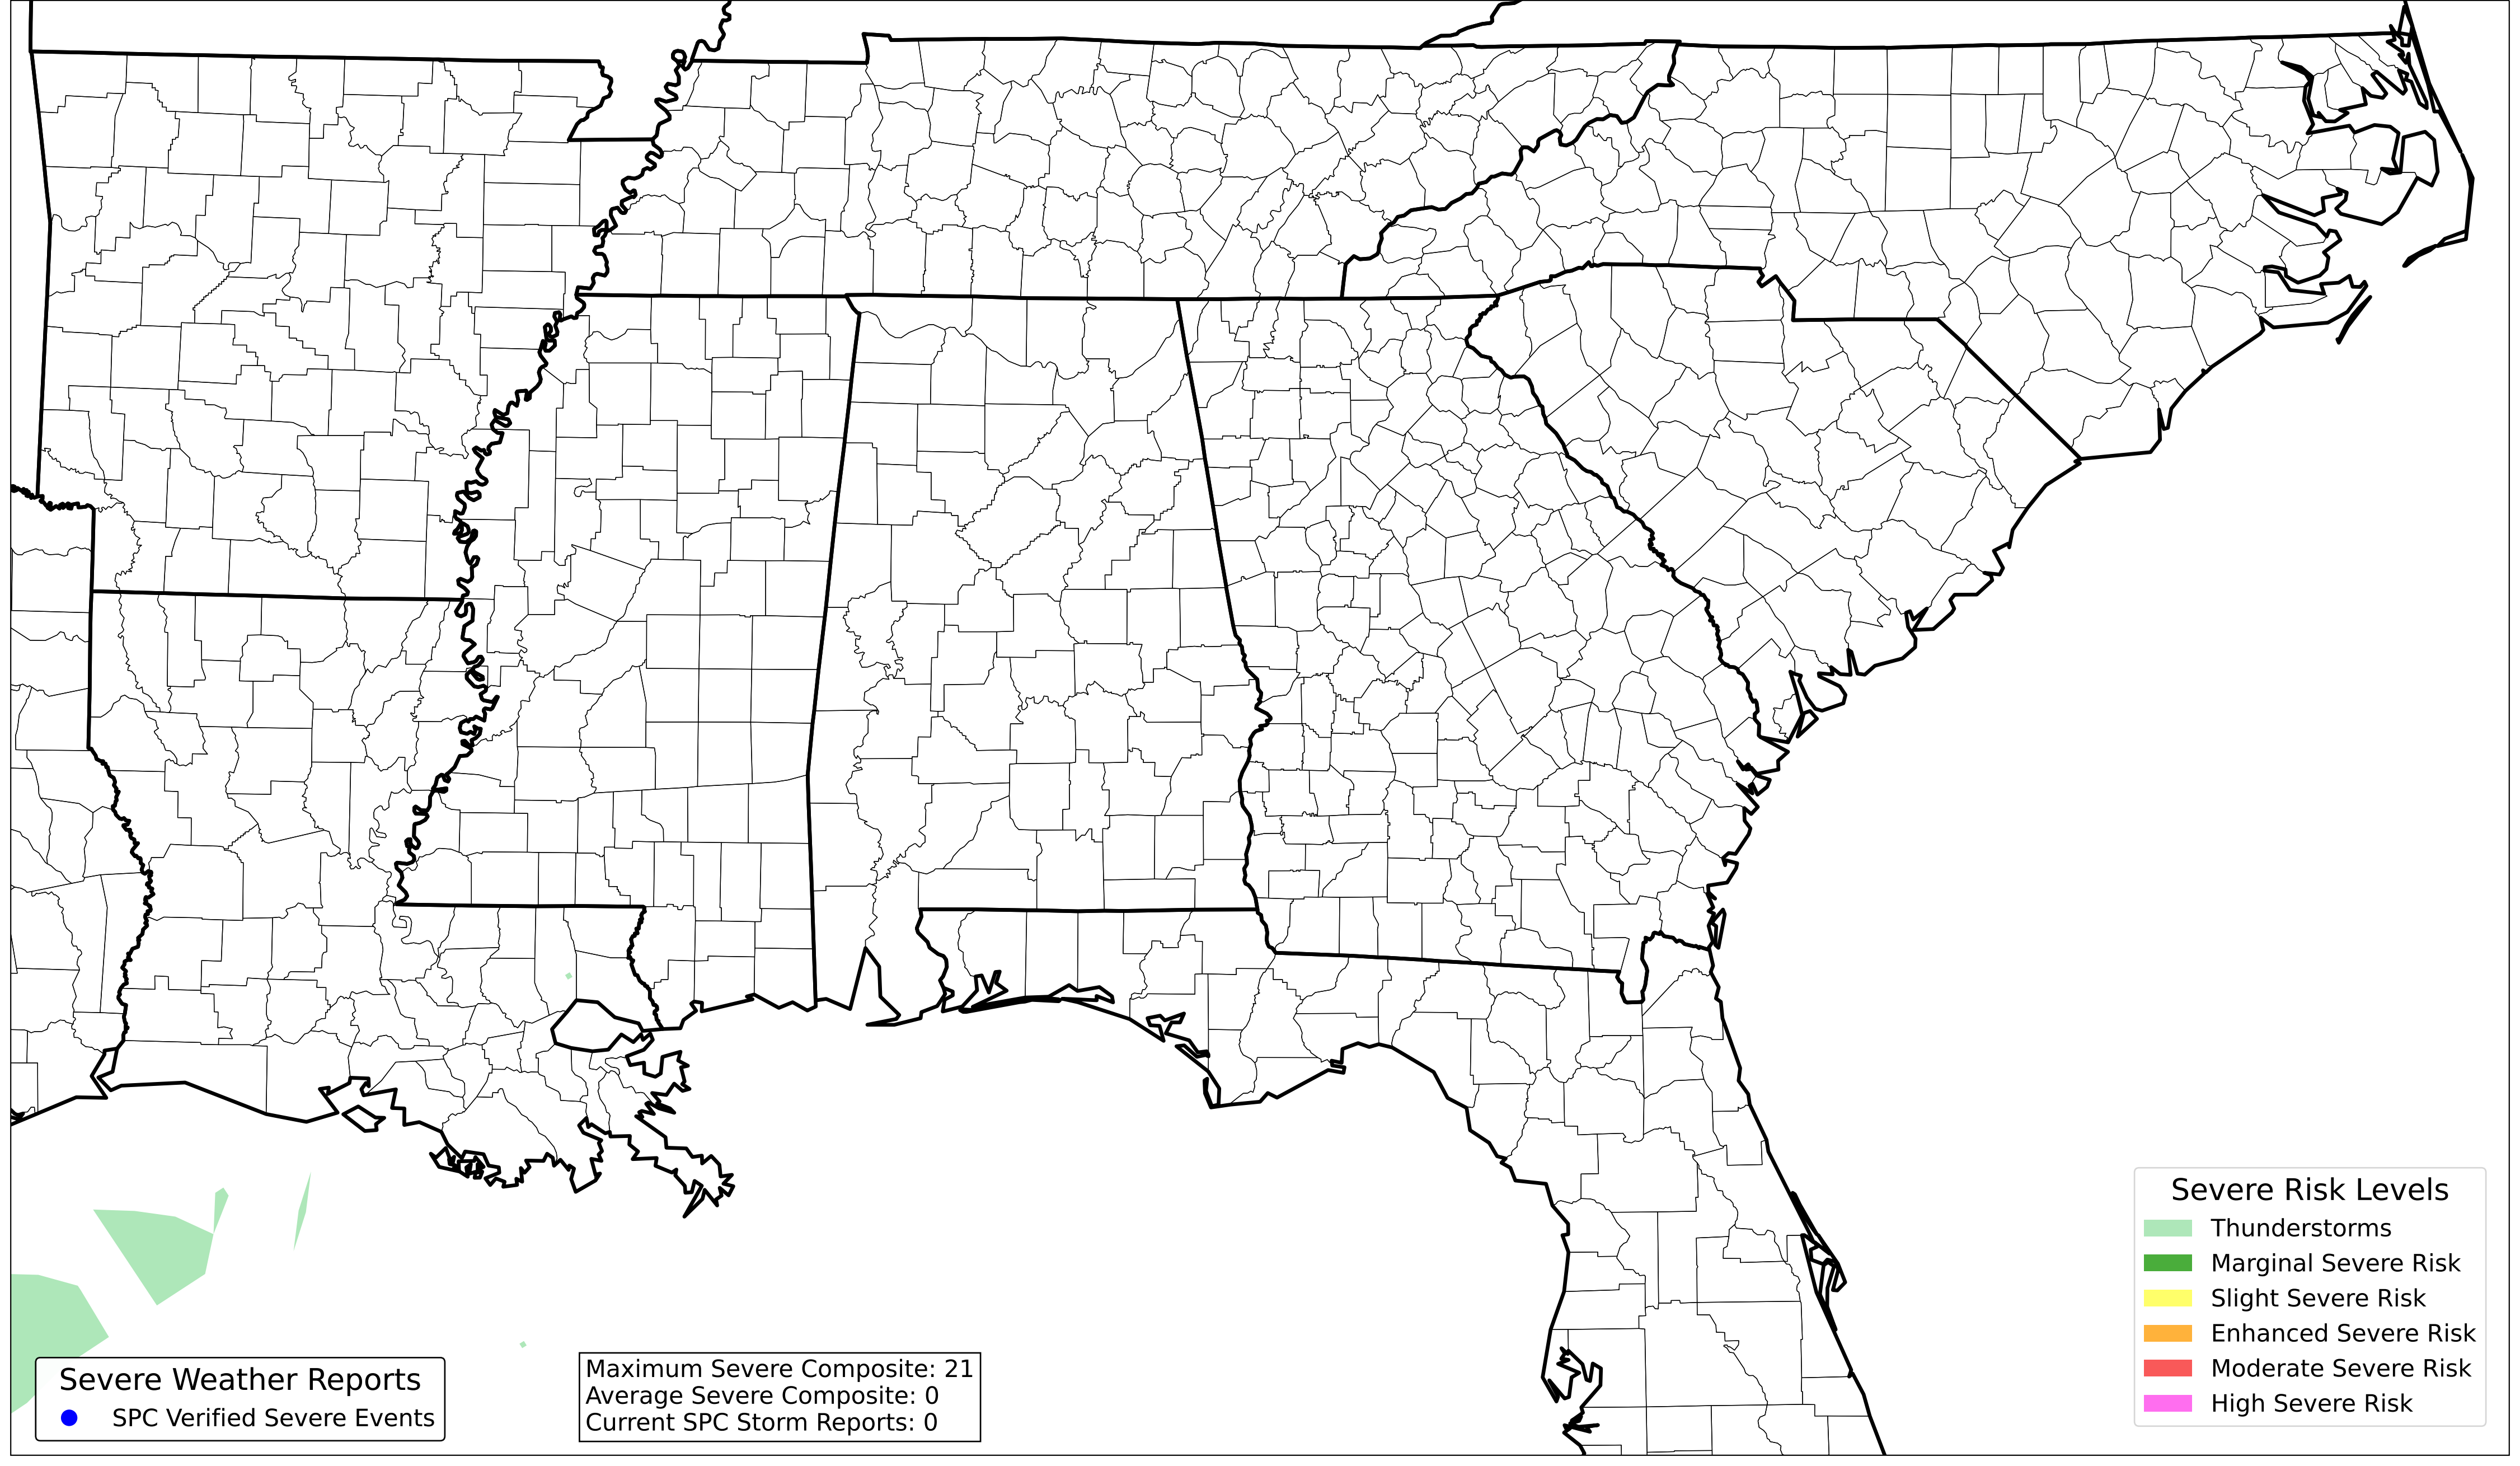 Severe Weather Reports
SPC Verified Severe Events
Maximum Severe Composite: 21
Average Severe Composite: 0
Current SPC Storm Reports: 0
Severe Risk Levels
Thunderstorms
Marginal Severe Risk
Slight Severe Risk
Enhanced Severe Risk
Moderate Severe Risk
High Severe Risk